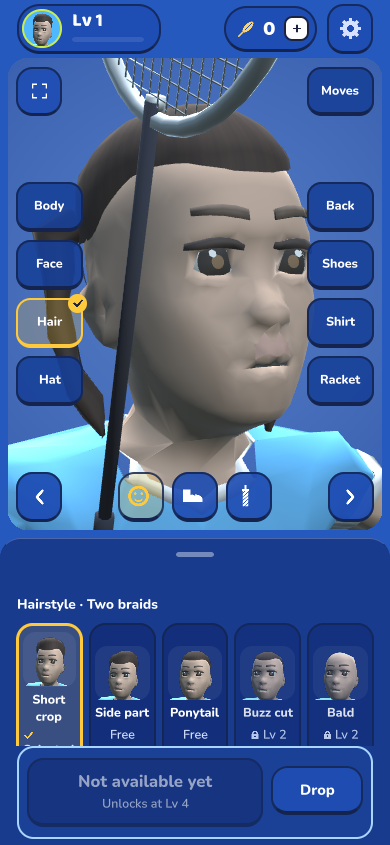 Lv 1
0
+
Moves
Body
Back
Face
Shoes
Hair
Shirt
Hat
Racket
Hairstyle · Two braids
Short crop
Side part
Free
Ponytail
Free
Buzz cut
Lv 2
Bald
Lv 2
Not available yet
Unlocks at Lv 4
Drop